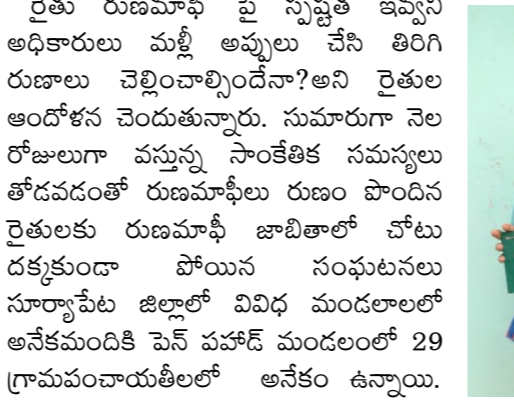 రైతు రుణమాఫీ పై స్పష్టత ఇవ్వని
అధికారులు మళ్లీ అప్పులు చేసి తిరిగి
రుణాలు చెల్లించాల్సిందేనా?అని రైతుల
ఆందోళన చెందుతున్నారు. సుమారుగా నెల
రోజులుగా వస్తున్న సాంకేతిక సమస్యలు
తోడవడంతో రుణమాఫీలు రుణం పొందిన
రైతులకు రుణమాఫీ జాబితాలో చోటు
దక్కకుండా పోయిన సంఘటనలు
సూర్యాపేట జిల్లాలో వివిధ మండలాలలో
అనేకమందికి పెన్ పహాడ్ మండలంలో 29
గ్రామపంచాయతీలలో అనేకం ఉన్నాయి.